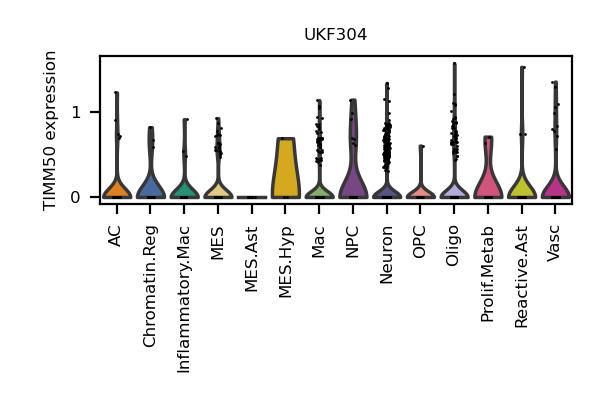 UKF304
TIMM50 expression
1
0
AC
Chromatin.Reg
Inflammatory.Mac
MES
MES.Ast
MES.Hyp
Mac
NPC
Neuron
OPC
Oligo
Prolif.Metab
Reactive.Ast
Vasc